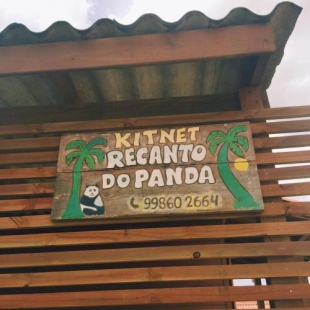 KITNET
RECANTO
DO PANDA
99860 2664